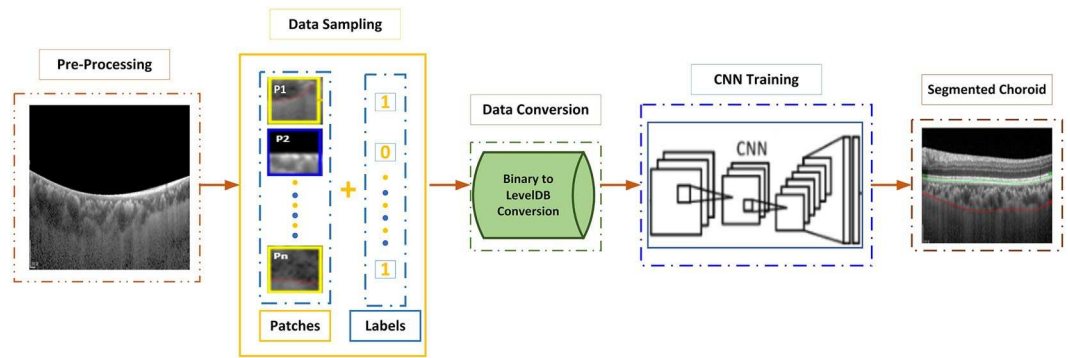 Data Sampling
Pre-Processing
CNN Training
Segmented Choroid
Data Conversion
P1
1
P2
0
+
CNN
Binary to
LevelDB
Conversion
Pn
1
Patches
Labels